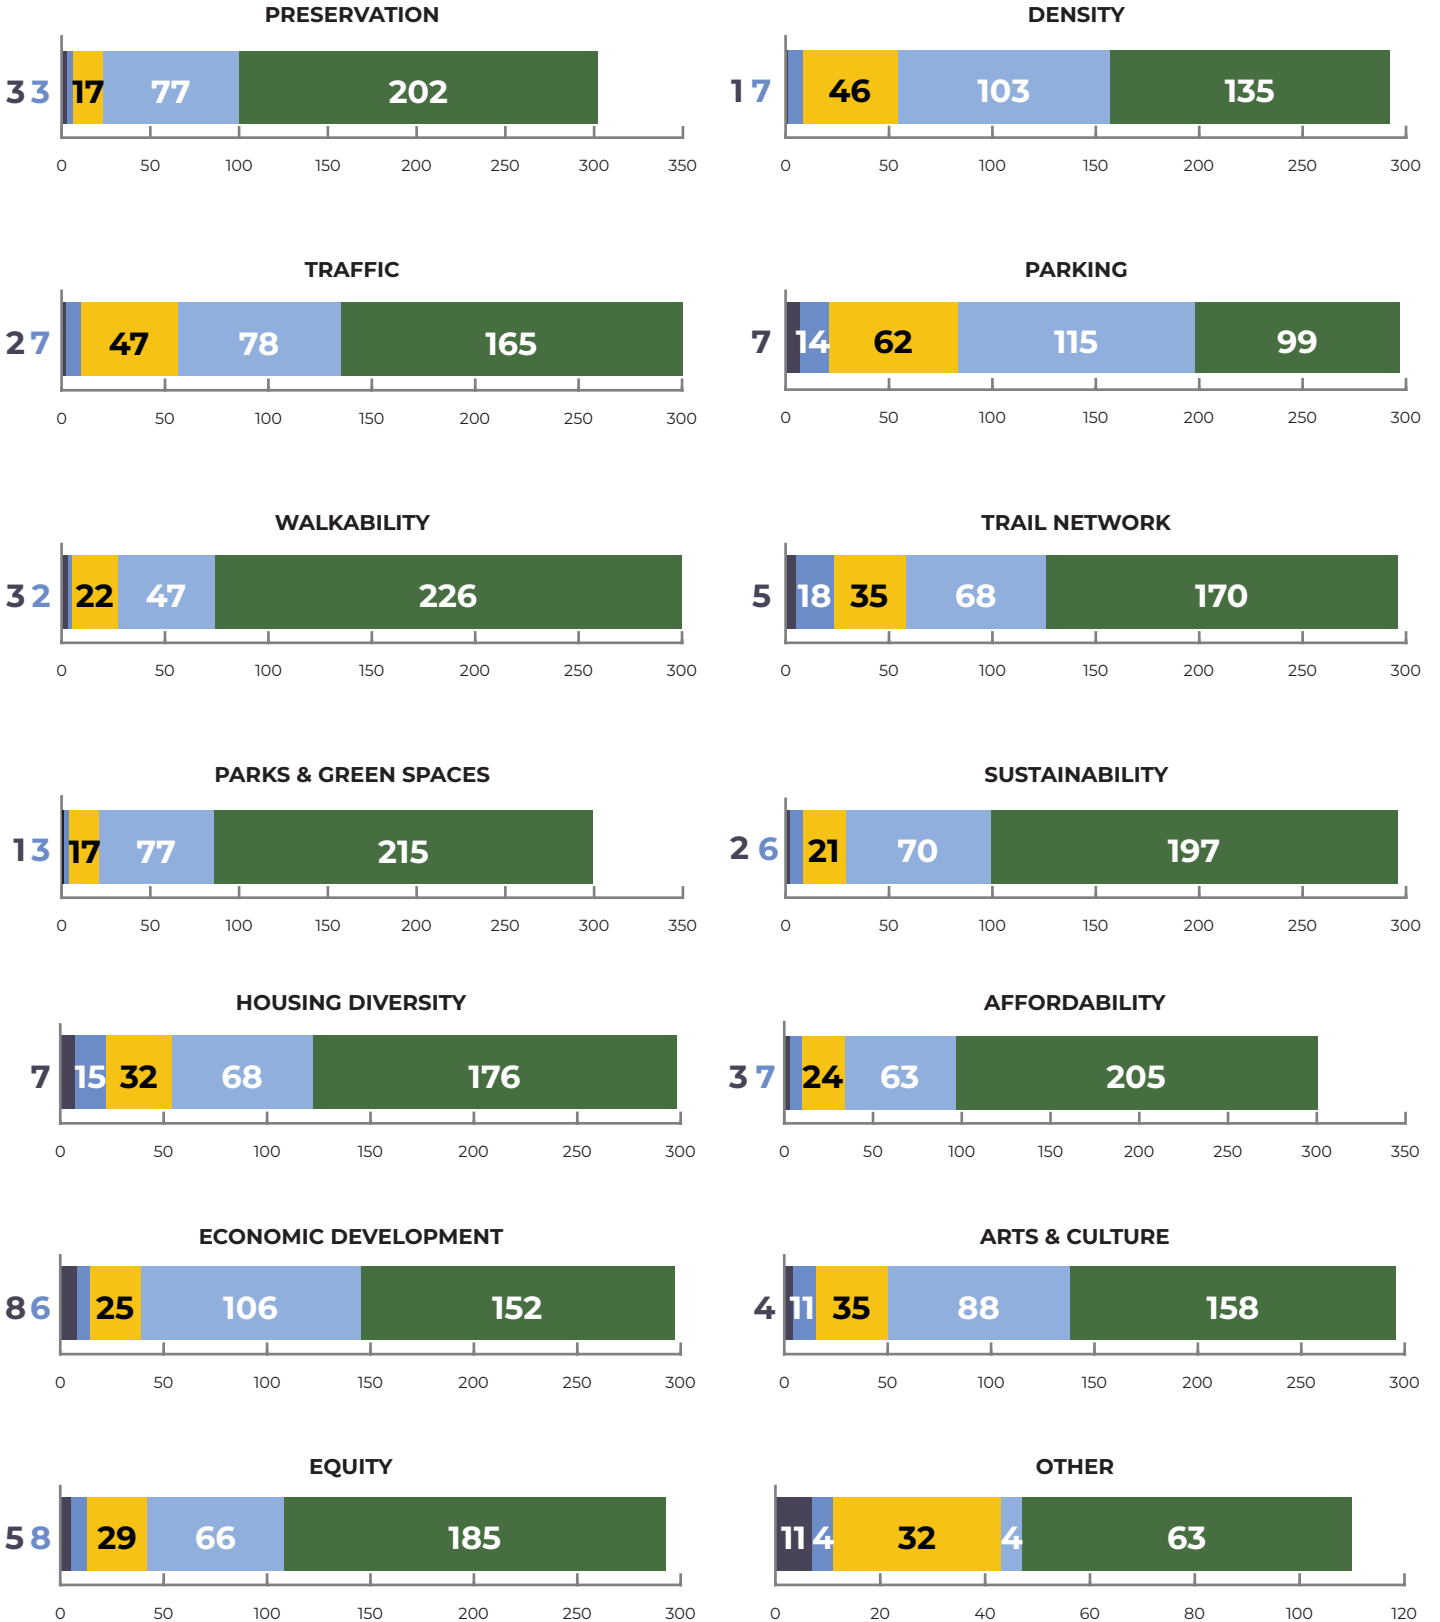 PRESERVATION
3 3 17 77 202
0 50 100 150 200 250 300 350
DENSITY
1 7 46 103 135
0 50 100 150 200 250 300
TRAFFIC
2 7 47 78 165
0 50 100 150 200 250 300
PARKING
7 14 62 115 99
0 50 100 150 200 250 300
WALKABILITY
3 2 22 47 226
0 50 100 150 200 250 300
TRAIL NETWORK
5 18 35 68 170
0 50 100 150 200 250 300
PARKS & GREEN SPACES
1 3 17 77 215
0 50 100 150 200 250 300 350
SUSTAINABILITY
2 6 21 70 197
0 50 100 150 200 250 300
HOUSING DIVERSITY
7 15 32 68 176
0 50 100 150 200 250 300
AFFORDABILITY
3 7 24 63 205
0 50 100 150 200 250 300 350
ECONOMIC DEVELOPMENT
8 6 25 106 152
0 50 100 150 200 250 300
ARTS & CULTURE
4 11 35 88 158
0 50 100 150 200 250 300
EQUITY
5 8 29 66 185
0 50 100 150 200 250 300
OTHER
11 4 32 4 63
0 20 40 60 80 100 120